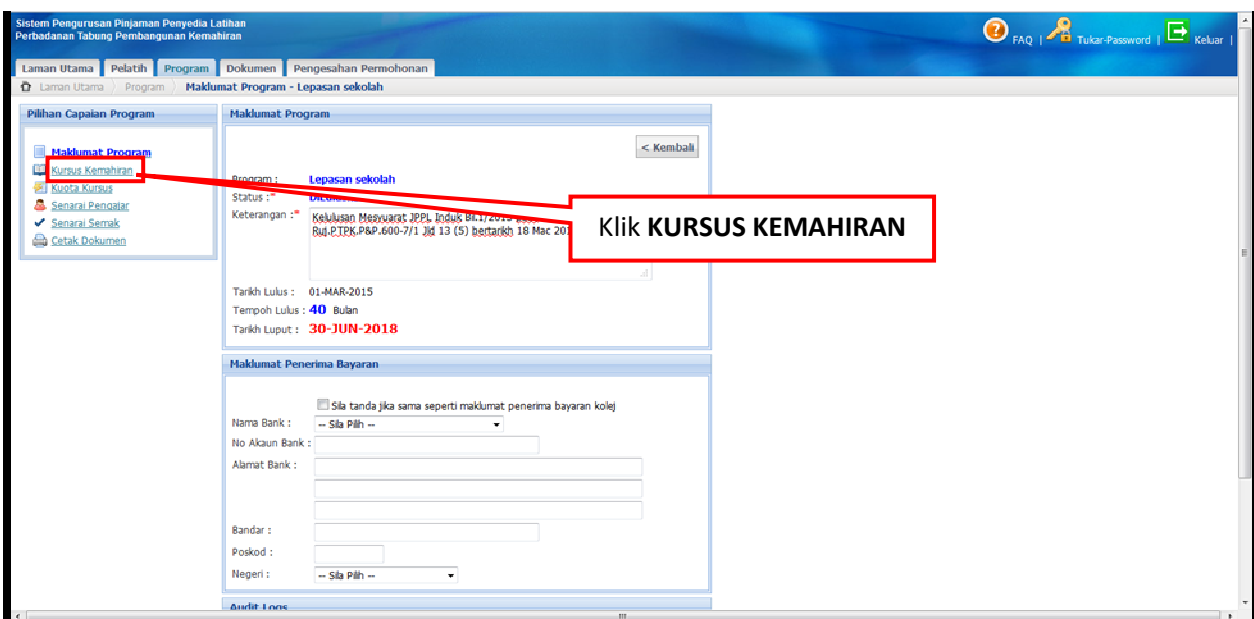 Sistem Pengurusan Pinjaman Penyedia Latihan
Perbadanan Tabung Pembangunan Kemahiran
FAQ | Tukar-Password | Keluar |
Laman Utama Pelatih Program Dokumen Pengesahan Permohonan
Laman Utama Program Maklumat Program - Lepasan sekolah
Pilihan Capaian Program
Maklumat Program
Kursus Kemahiran
Kuota Kursus
Senarai Pengajar
Senarai Semak
Cetak Dokumen
Maklumat Program
< Kembali
Program : Lepasan sekolah
Status :*
Keterangan :* Kelulusan Mesyuarat JPPL Induk Bil.1/2015
Ruj.PTPK.P&P.600-7/1 Jld 13 (5) bertarikh 18 Mac 201
Klik KURSUS KEMAHIRAN
Tarikh Lulus : 01-MAR-2015
Tempoh Lulus : 40 Bulan
Tarikh Luput : 30-JUN-2018
Maklumat Penerima Bayaran
Sila tanda jika sama seperti maklumat penerima bayaran kolej
Nama Bank : -- Sila Pilih --
No Akaun Bank :
Alamat Bank :
Bandar :
Poskod :
Negeri : -- Sila Pilih --
Audit Logs